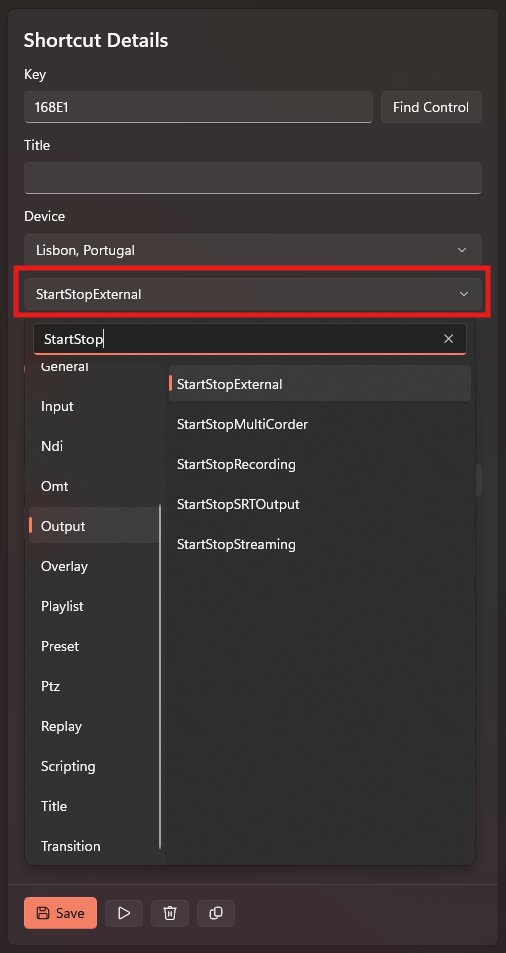 Shortcut Details
Key
168E1
Find Control
Title
Device
Lisbon, Portugal
StartStopExternal
StartStop
General
Input
Ndi
Omt
Output
Overlay
Playlist
Preset
Ptz
Replay
Scripting
Title
Transition
StartStopExternal
StartStopMultiCorder
StartStopRecording
StartStopSRTOutput
StartStopStreaming
Save